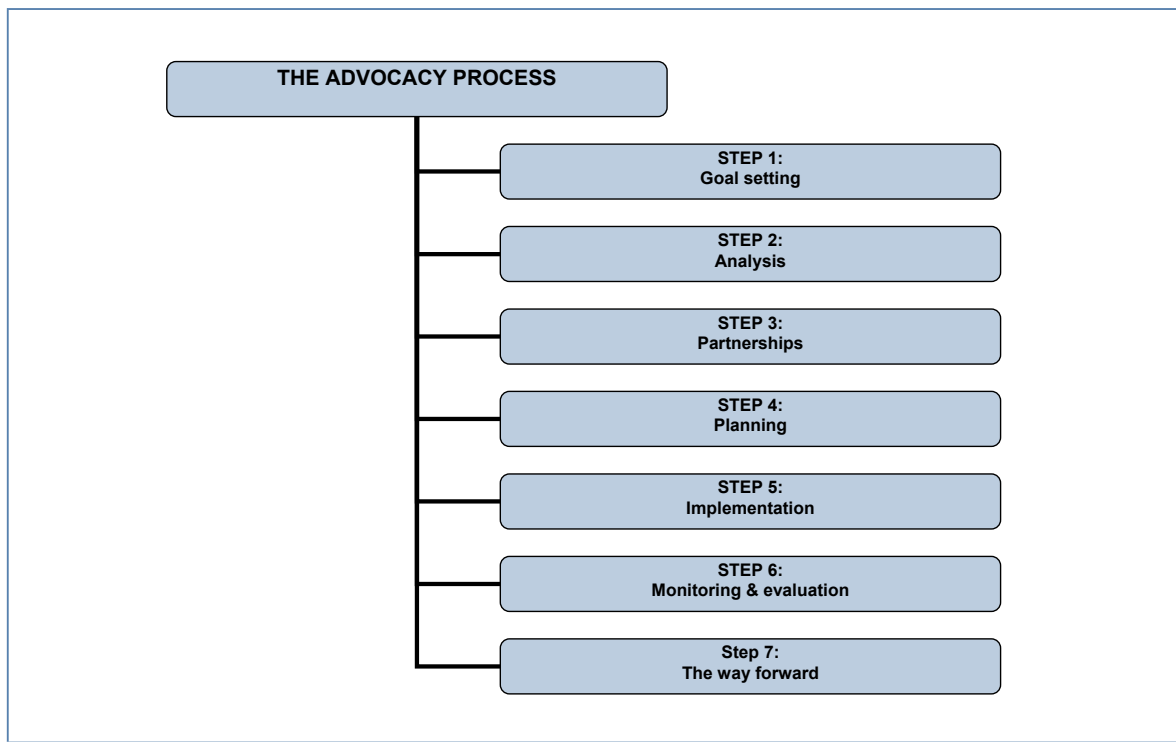 THE ADVOCACY PROCESS
STEP 1:
Goal setting
STEP 2:
Analysis
STEP 3:
Partnerships
STEP 4:
Planning
STEP 5:
Implementation
STEP 6:
Monitoring & evaluation
Step 7:
The way forward